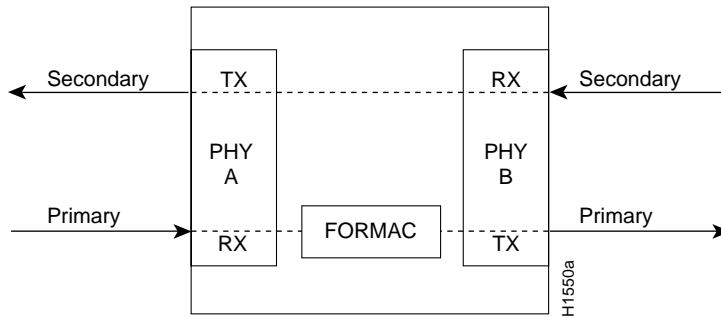 Secondary
TX
RX
Secondary
PHY
A
PHY
B
Primary
RX
FORMAC
TX
Primary
H1550a